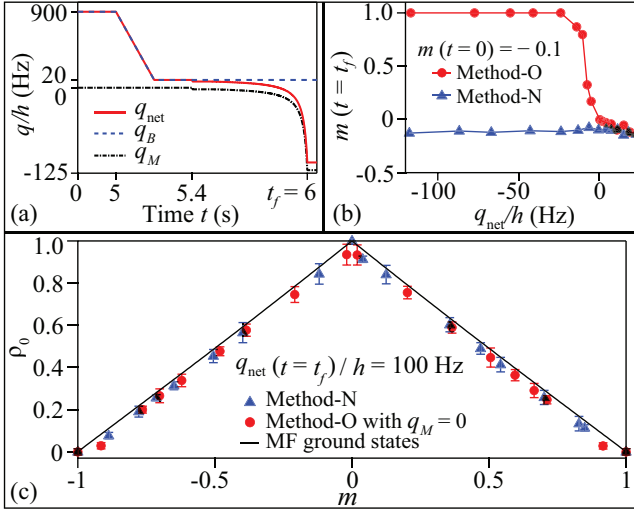 900
20
0
-125
q/h (Hz)
q_net
q_B
q_M
0
5
5.4
t_f = 6
(a)
Time t (s)
1.0
0.5
0
-0.5
m (t = t_f)
m (t = 0) = − 0.1
Method-O
Method-N
-100
-50
0
(b)
q_net/h (Hz)
1.0
0.8
0.6
0.4
0.2
0
ρ_0
q_net (t = t_f) / h = 100 Hz
Method-N
Method-O with q_M = 0
MF ground states
-1
-0.5
0
0.5
1
(c)
m